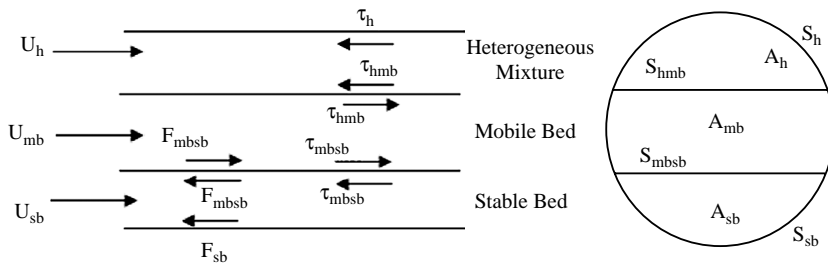 τh
Uh
Heterogeneous
Mixture
τhmb
τhmb
Umb
Fmbsb
τmbsb
Mobile Bed
Fmbsb
τmbsb
Usb
Stable Bed
Fsb
Sh
Ah
Shmb
Amb
Smbsb
Asb
Ssb